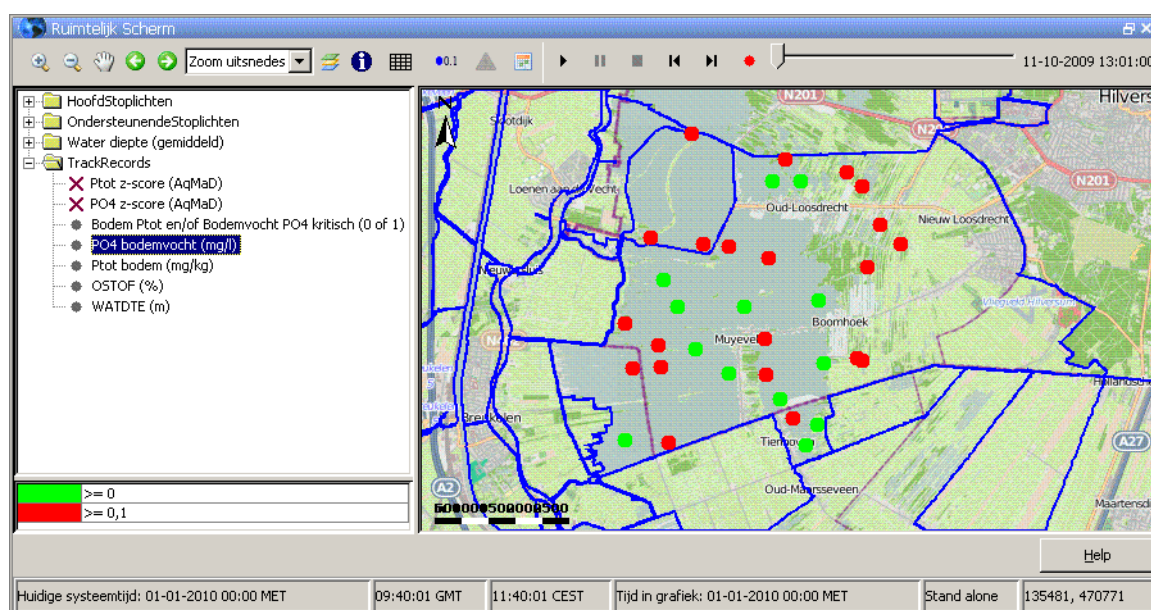 Ruimtelijk Scherm
Zoom uitsnedes
0.1
11-10-2009 13:01:00
HoofdStoplichten
OndersteunendeStoplichten
Water diepte (gemiddeld)
TrackRecords
Ptot z-score (AqMaD)
PO4 z-score (AqMaD)
Bodem Ptot en/of Bodemvocht PO4 kritisch (0 of 1)
PO4 bodemvocht (mg/l)
Ptot bodem (mg/kg)
OSTOF (%)
WATDTE (m)
>= 0
>= 0,1
N201
Hilvers
Slootdijk
Loenen aan de Vecht
N201
Oud-Loosdrecht
Nieuw Loosdrecht
Vliegveld Hilversum
Boomhoek
Muyeveld
Breukelen
Tienhoven
A27
A2
Oud-Maarsseveen
Maartensdi
Help
Huidige systeemtijd: 01-01-2010 00:00 MET
09:40:01 GMT
11:40:01 CEST
Tijd in grafiek: 01-01-2010 00:00 MET
Stand alone
135481, 470771